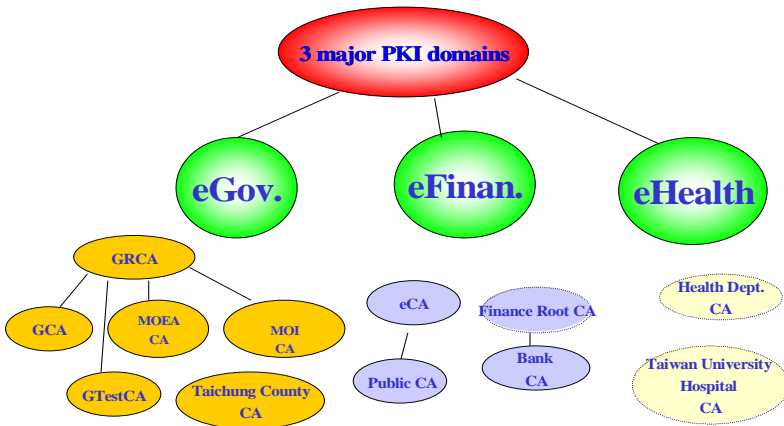 3 major PKI domains
eGov.
eFinan.
eHealth
GRCA
GCA
MOEA
CA
MOI
CA
GTestCA
Taichung County
CA
eCA
Public CA
Finance Root CA
Bank
CA
Health Dept.
CA
Taiwan University
Hospital
CA